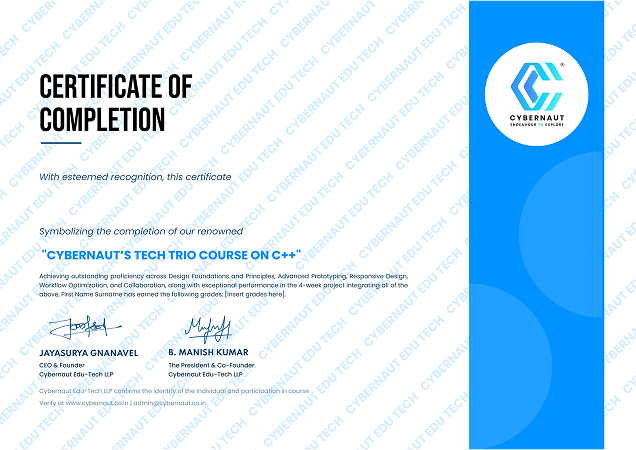 CERTIFICATE OF
COMPLETION
CYBERNAUT
ENDEAVOUR TO EXPLORE
With esteemed recognition, this certificate
Symbolizing the completion of our renowned
"CYBERNAUT'S TECH TRIO COURSE ON C++"
Achieving outstanding proficiency across Design Foundations and Principles, Advanced Prototyping, Responsive Design,
Workflow Optimization, and Collaboration, along with exceptional performance in the 4-week project integrating all of the
above, First Name Surname has earned the following grades: [Insert grades here].
JAYASURYA GNANAVEL
CEO & Founder
Cybernaut Edu-Tech LLP
B. MANISH KUMAR
The President & Co-Founder
Cybernaut Edu-Tech LLP
Cybernaut Edu-Tech LLP confirms the identity of the individual and participation in course
Verify at www.cybernaut.co.in | admin@cybernaut.co.in
CYBERNAUT EDU TECH